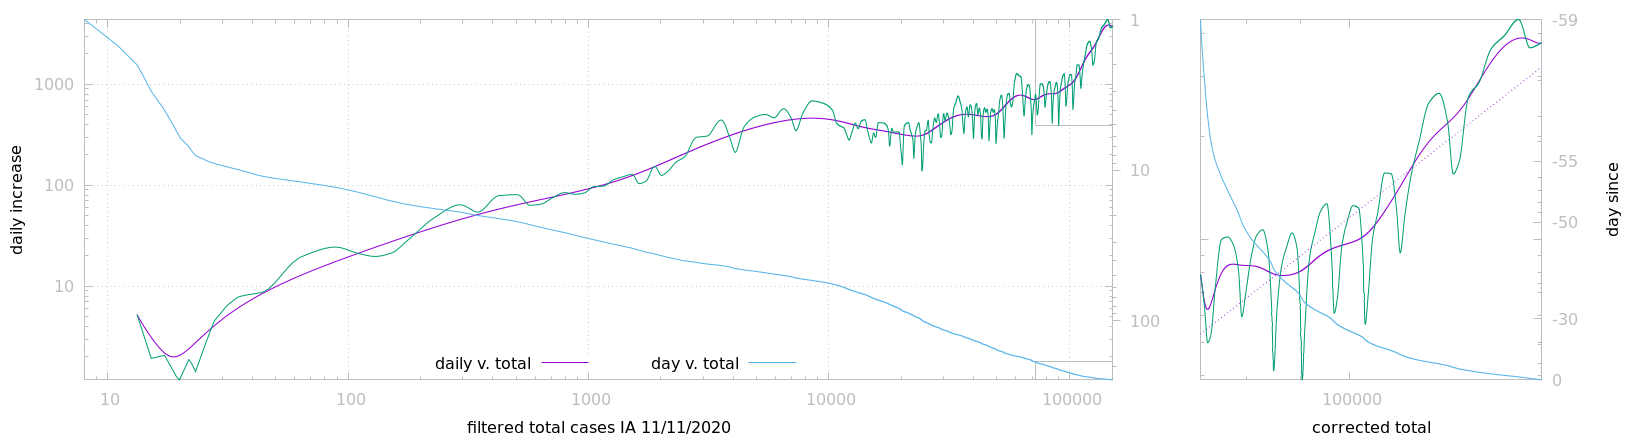 1000
100
10
daily increase
10
100
1000
10000
100000
1
10
100
daily v. total
day v. total
filtered total cases IA 11/11/2020
-59
-55
-50
-30
0
day since
100000
corrected total